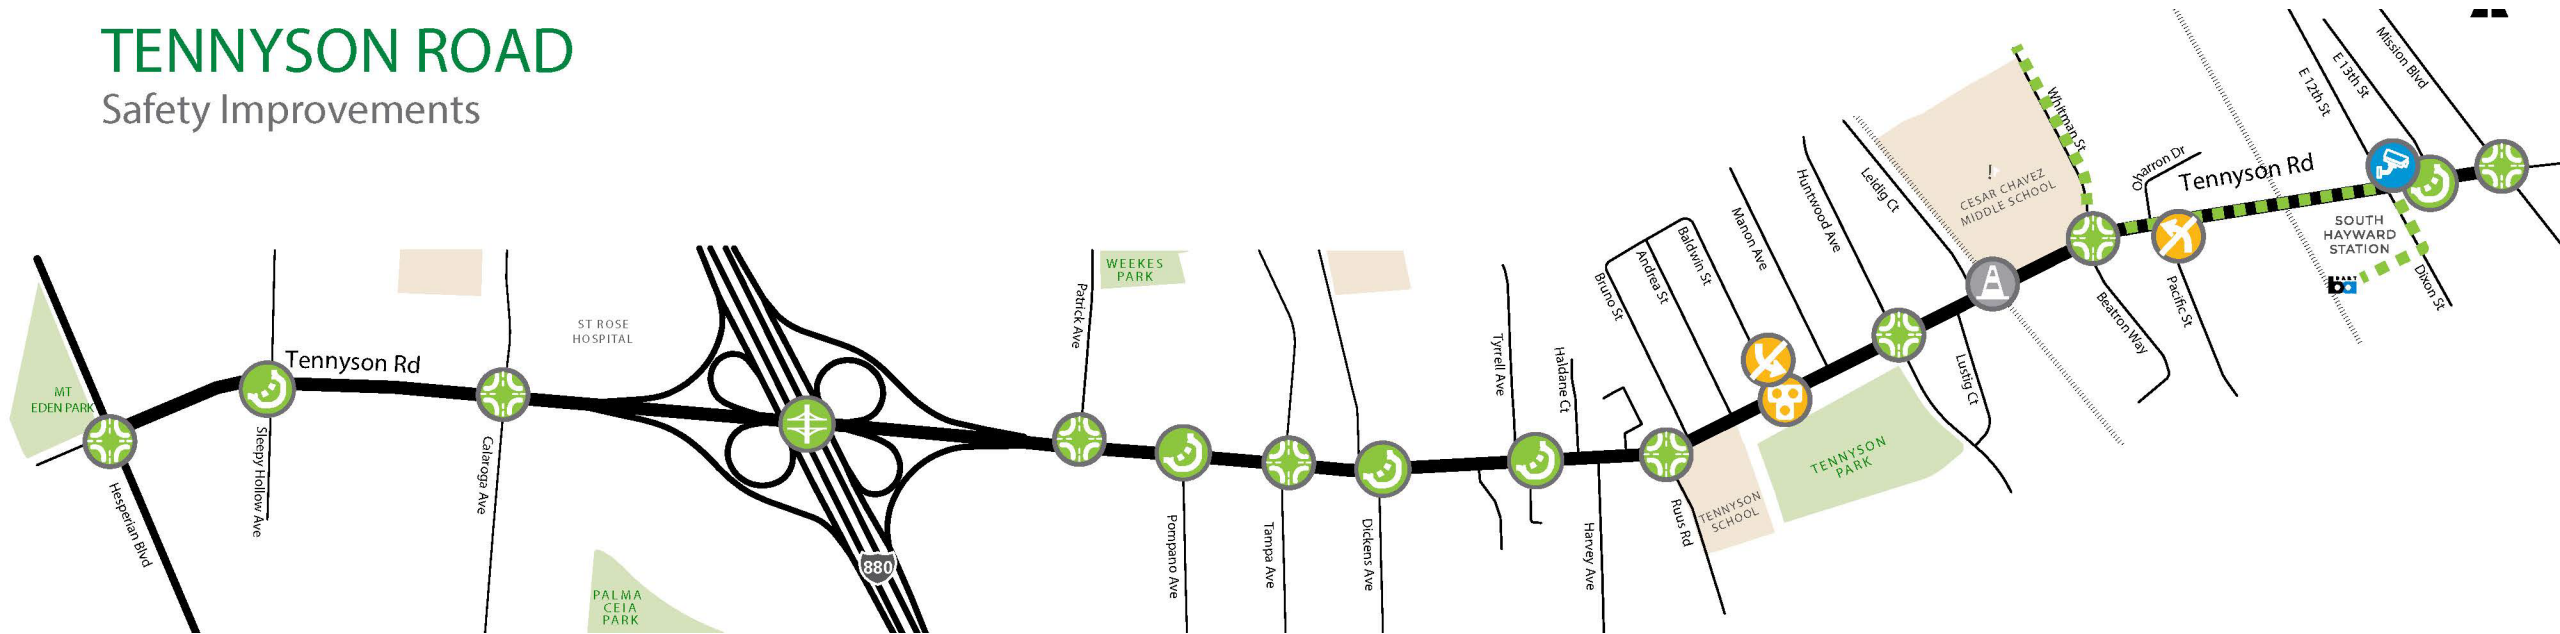 TENNYSON ROAD
Safety Improvements
MT
EDEN PARK
Hesperian Blvd
Tennyson Rd
Sleepy Hollow Ave
Calaroga Ave
ST ROSE
HOSPITAL
PALMA
CEIA
PARK
880
Patrick Ave
WEEKES
PARK
Pompano Ave
Tampa Ave
Dickens Ave
Tyrrell Ave
Haldane Ct
Harvey Ave
Bruno St
Andrea St
Baldwin St
Ruus Rd
TENNYSON
SCHOOL
Manon Ave
Huntwood Ave
TENNYSON
PARK
Leidig Ct
Lustig Ct
CESAR CHAVEZ
MIDDLE SCHOOL
Whitman St
Beatron Way
Oharron Dr
Pacific St
Tennyson Rd
SOUTH
HAYWARD
STATION
ba
Dixon St
E 12th St
E 13th St
Mission Blvd